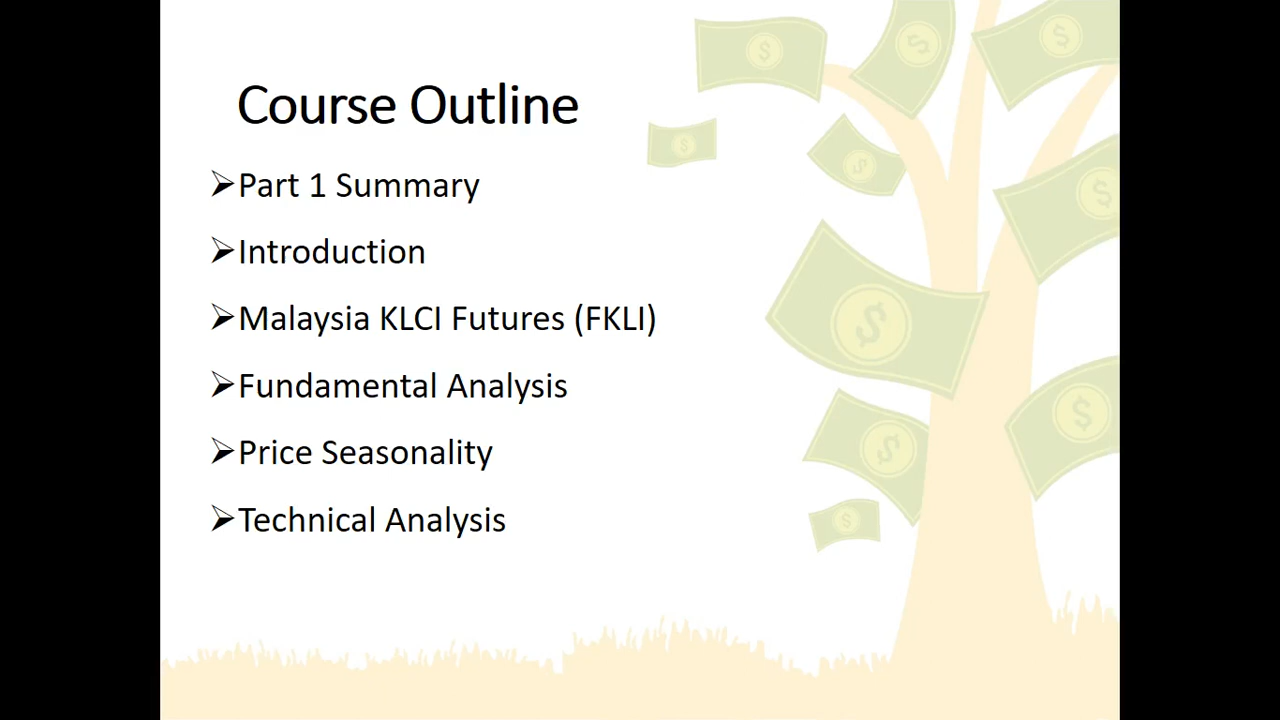 Course Outline
➢Part 1 Summary
➢Introduction
➢Malaysia KLCI Futures (FKLI)
➢Fundamental Analysis
➢Price Seasonality
➢Technical Analysis